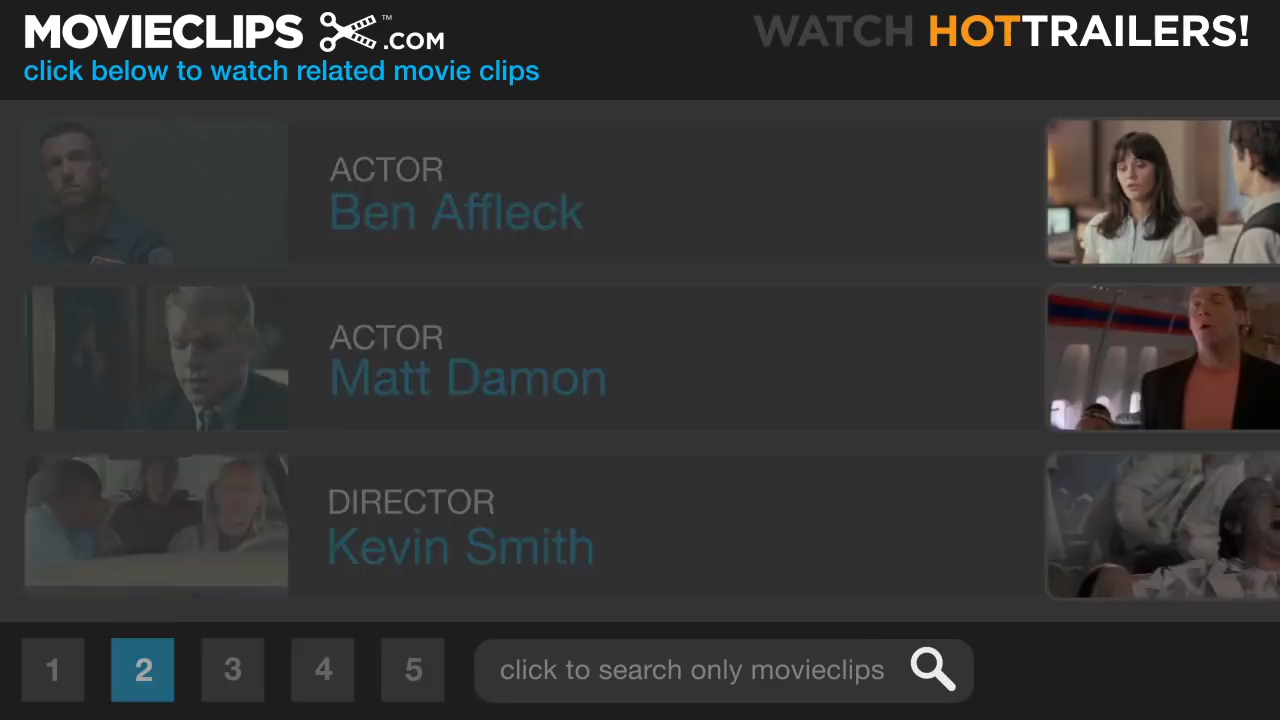 MOVIECLIPS ™ .COM
WATCH HOTTRAILERS!
click below to watch related movie clips
ACTOR
Ben Affleck
ACTOR
Matt Damon
DIRECTOR
Kevin Smith
1 2 3 4 5
click to search only movieclips